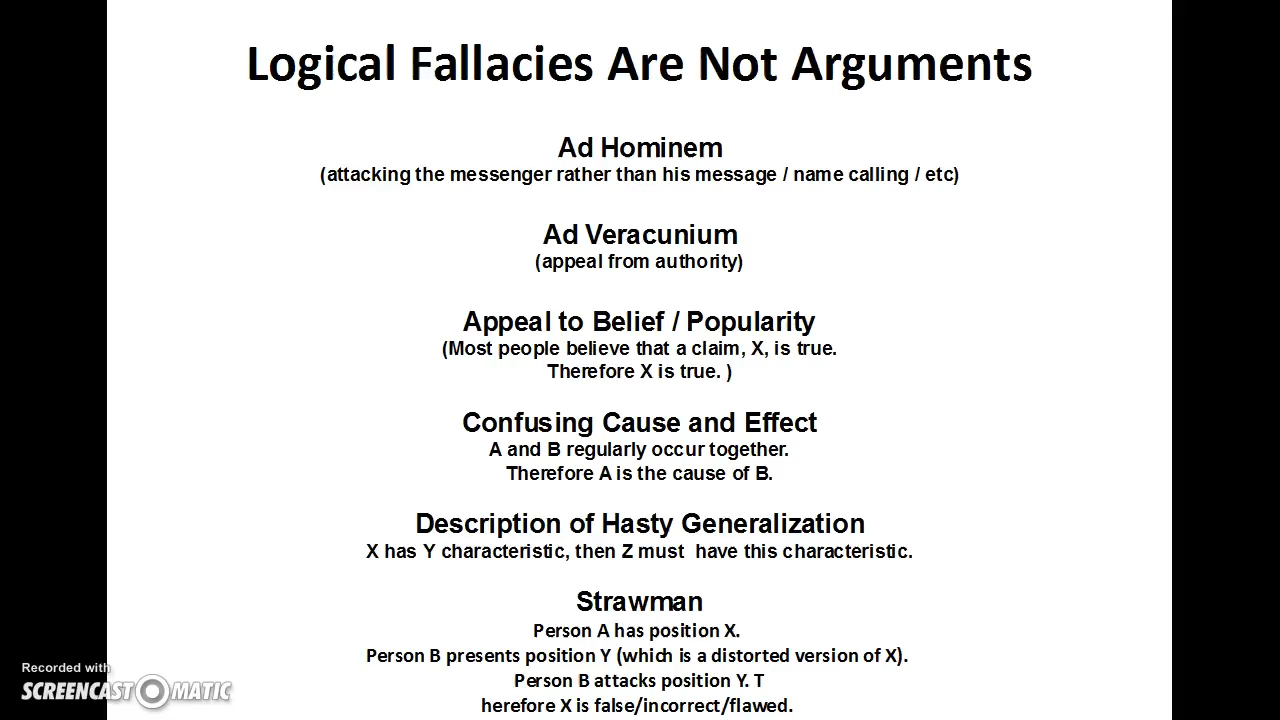 Logical Fallacies Are Not Arguments
Ad Hominem
(attacking the messenger rather than his message / name calling / etc)
Ad Veracunium
(appeal from authority)
Appeal to Belief / Popularity
(Most people believe that a claim, X, is true.
Therefore X is true. )
Confusing Cause and Effect
A and B regularly occur together.
Therefore A is the cause of B.
Description of Hasty Generalization
X has Y characteristic, then Z must  have this characteristic.
Strawman
Person A has position X.
Person B presents position Y (which is a distorted version of X).
Person B attacks position Y. T
herefore X is false/incorrect/flawed.
Recorded with
SCREENCAST-O-MATIC